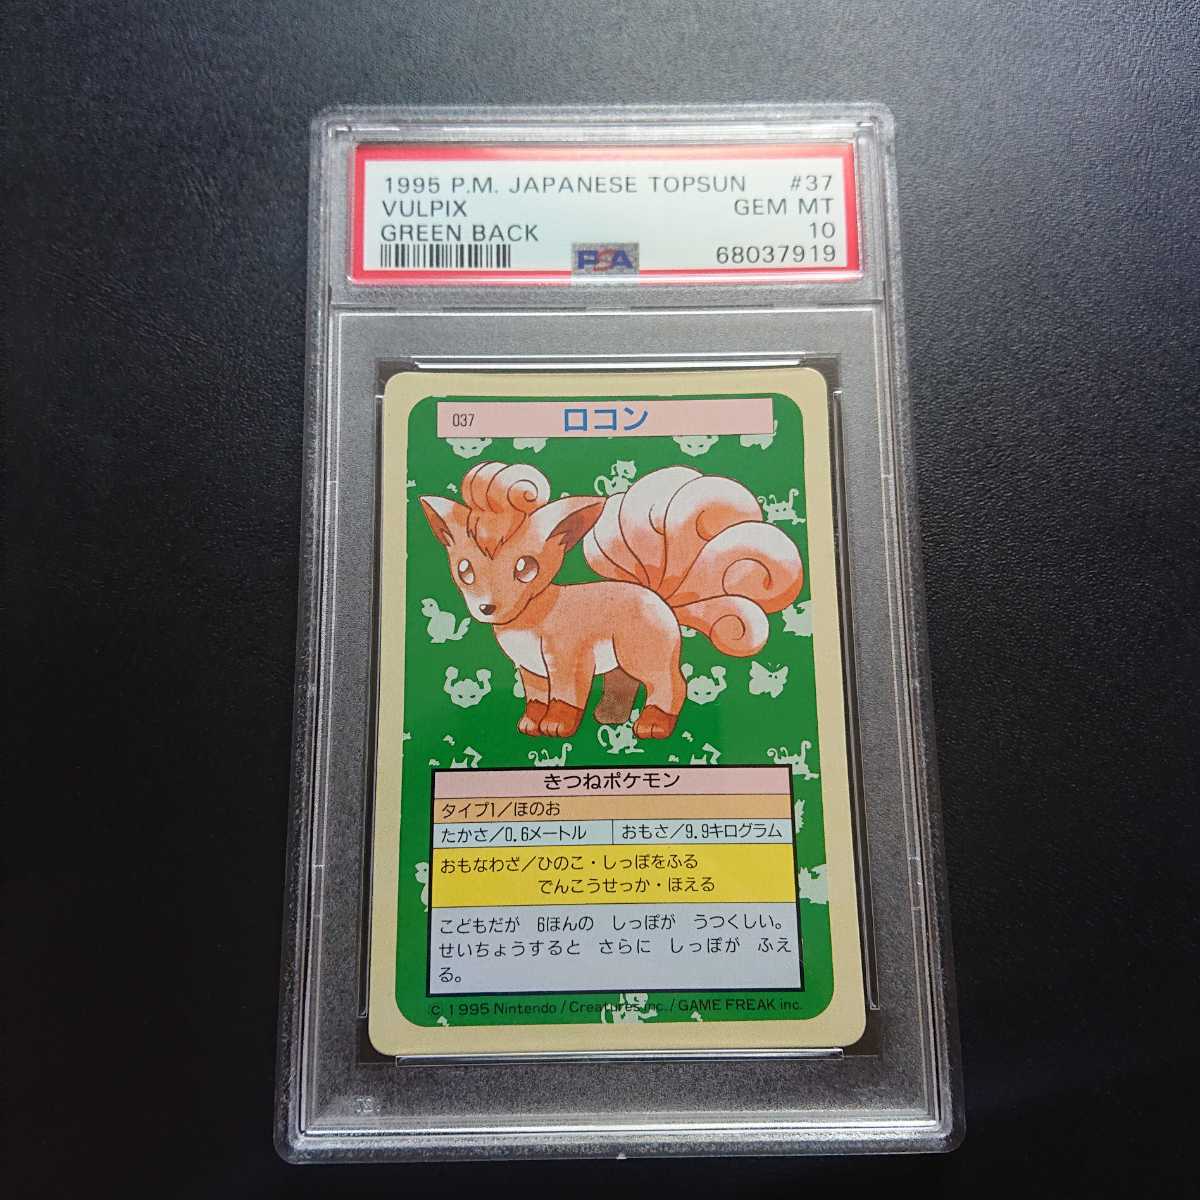 1995 P.M. JAPANESE TOPSUN #37
VULPIX GEM MT
GREEN BACK 10
PSA 68037919
037 ロコン
きつねポケモン
タイプ1/ほのお
たかさ/0.6メートル おもさ/9.9キログラム
おもなわざ/ひのこ・しっぽをふる
でんこうせっか・ほえる
こどもだが 6ほんの しっぽが うつくしい。
せいちょうすると さらに しっぽが ふえ
る。
© 1995 Nintendo / Creatures inc. / GAME FREAK inc.